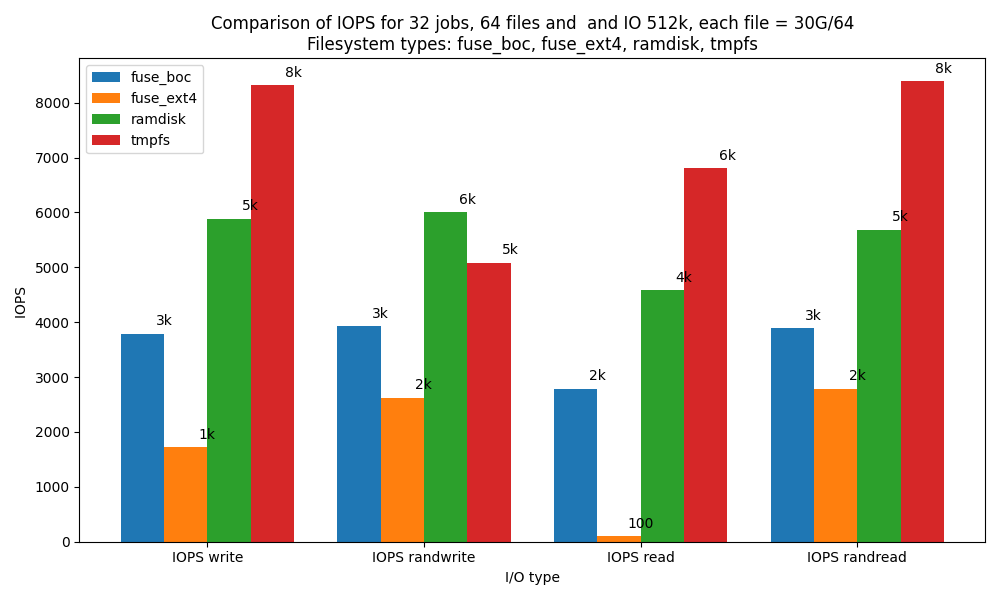 Comparison of IOPS for 32 jobs, 64 files and  and IO 512k, each file = 30G/64
Filesystem types: fuse_boc, fuse_ext4, ramdisk, tmpfs
fuse_boc
fuse_ext4
ramdisk
tmpfs
IOPS
8000
7000
6000
5000
4000
3000
2000
1000
0
3k
1k
5k
8k
3k
2k
6k
5k
2k
100
4k
6k
3k
2k
5k
8k
IOPS write
IOPS randwrite
IOPS read
IOPS randread
I/O type